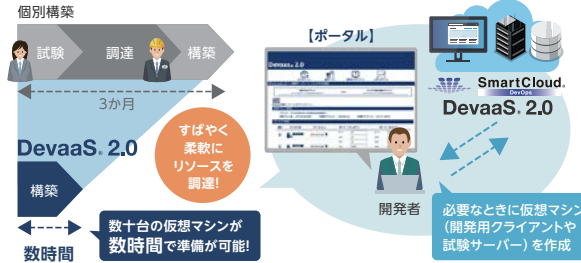 個別構築
試験
調達
構築
3か月
DevaaS® 2.0
構築
数時間
すばやく
柔軟に
リソースを
調達!
数十台の仮想マシンが
数時間で準備が可能!
【ポータル】
Devaas® 2.0
開発者
SmartCloud®
DevOps
DevaaS® 2.0
必要なときに仮想マシン
(開発用クライアントや
試験サーバー)を作成